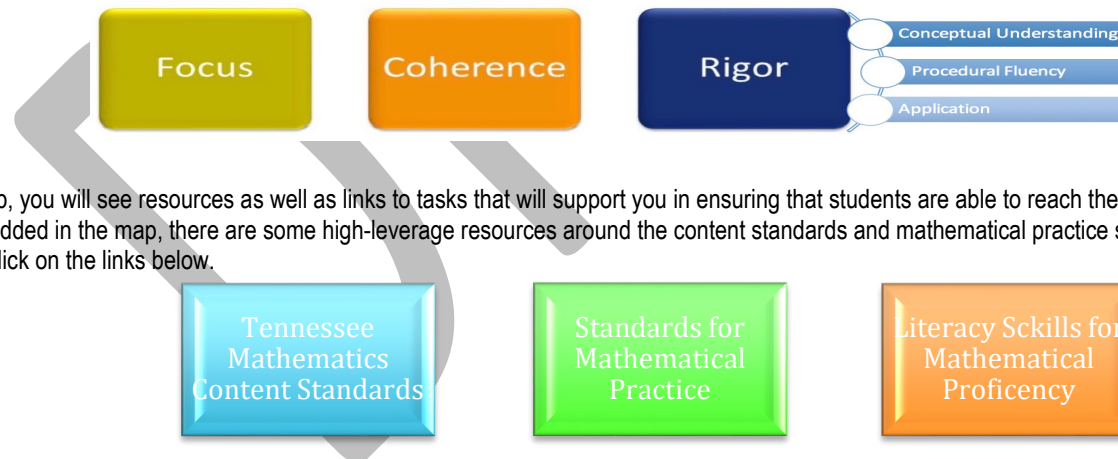 Focus
Coherence
Rigor
Conceptual Understanding
Procedural Fluency
Application
you will see resources as well as links to tasks that will support you in ensuring that students are able to reach the
dded in the map, there are some high-leverage resources around the content standards and mathematical practice
lick on the links below.
Tennessee
Mathematics
Content Standards
Standards for
Mathematical
Practice
Literacy Sckills for
Mathematical
Proficency